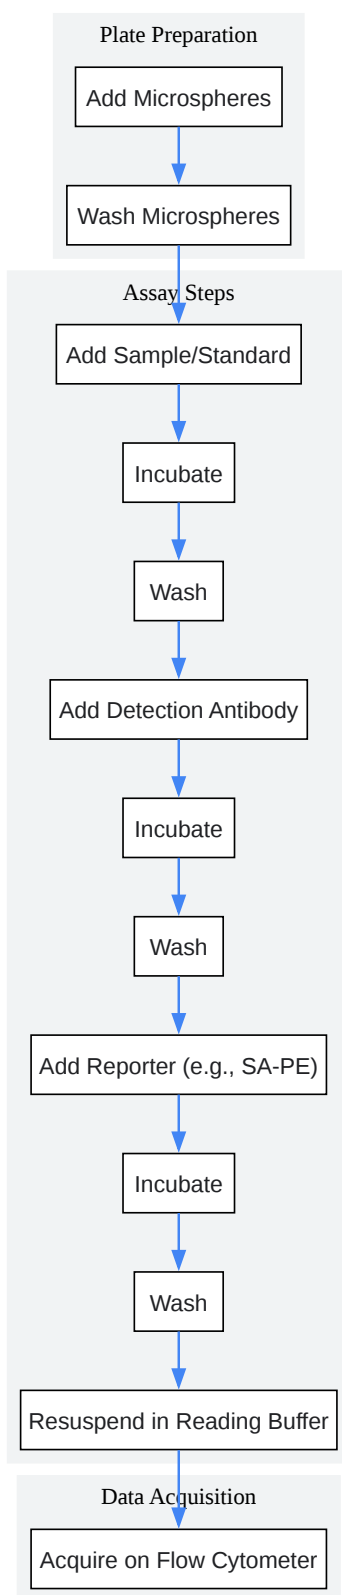 Plate Preparation
Add Microspheres
Wash Microspheres
Assay Steps
Add Sample/Standard
Incubate
Wash
Add Detection Antibody
Incubate
Wash
Add Reporter (e.g., SA-PE)
Incubate
Wash
Resuspend in Reading Buffer
Data Acquisition
Acquire on Flow Cytometer